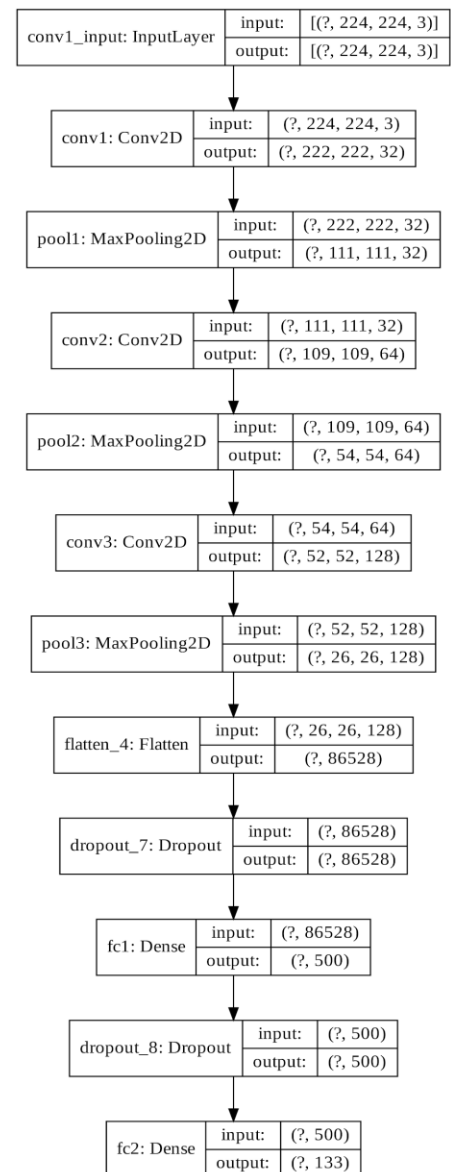 conv1_input: InputLayer
input: [(?, 224, 224, 3)]
output: [(?, 224, 224, 3)]
conv1: Conv2D
input: (?, 224, 224, 3)
output: (?, 222, 222, 32)
pool1: MaxPooling2D
input: (?, 222, 222, 32)
output: (?, 111, 111, 32)
conv2: Conv2D
input: (?, 111, 111, 32)
output: (?, 109, 109, 64)
pool2: MaxPooling2D
input: (?, 109, 109, 64)
output: (?, 54, 54, 64)
conv3: Conv2D
input: (?, 54, 54, 64)
output: (?, 52, 52, 128)
pool3: MaxPooling2D
input: (?, 52, 52, 128)
output: (?, 26, 26, 128)
flatten_4: Flatten
input: (?, 26, 26, 128)
output: (?, 86528)
dropout_7: Dropout
input: (?, 86528)
output: (?, 86528)
fc1: Dense
input: (?, 86528)
output: (?, 500)
dropout_8: Dropout
input: (?, 500)
output: (?, 500)
fc2: Dense
input: (?, 500)
output: (?, 133)